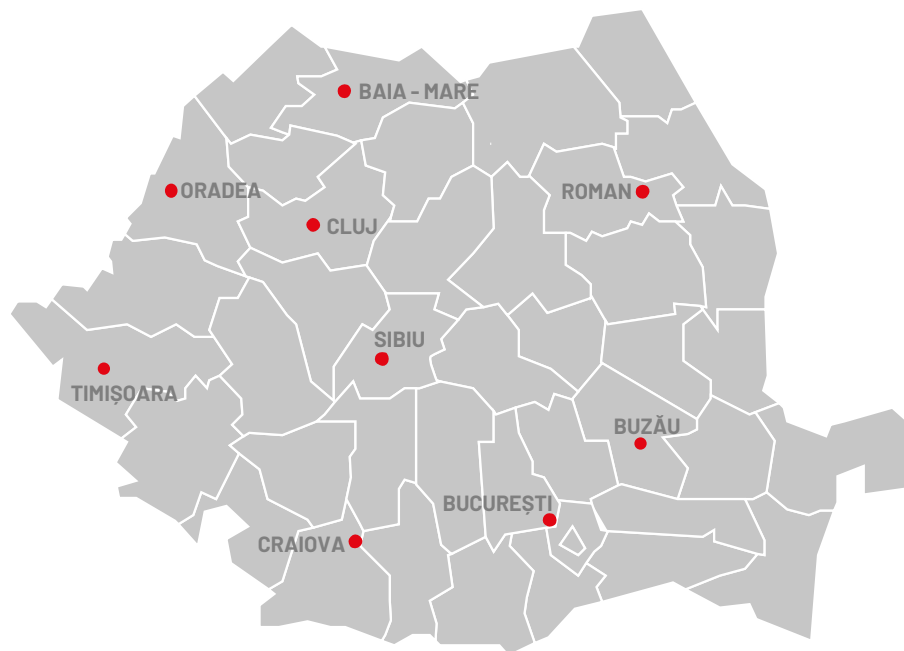 BAIA - MARE
ORADEA
ROMAN
CLUJ
SIBIU
TIMIȘOARA
BUZĂU
BUCUREȘTI
CRAIOVA